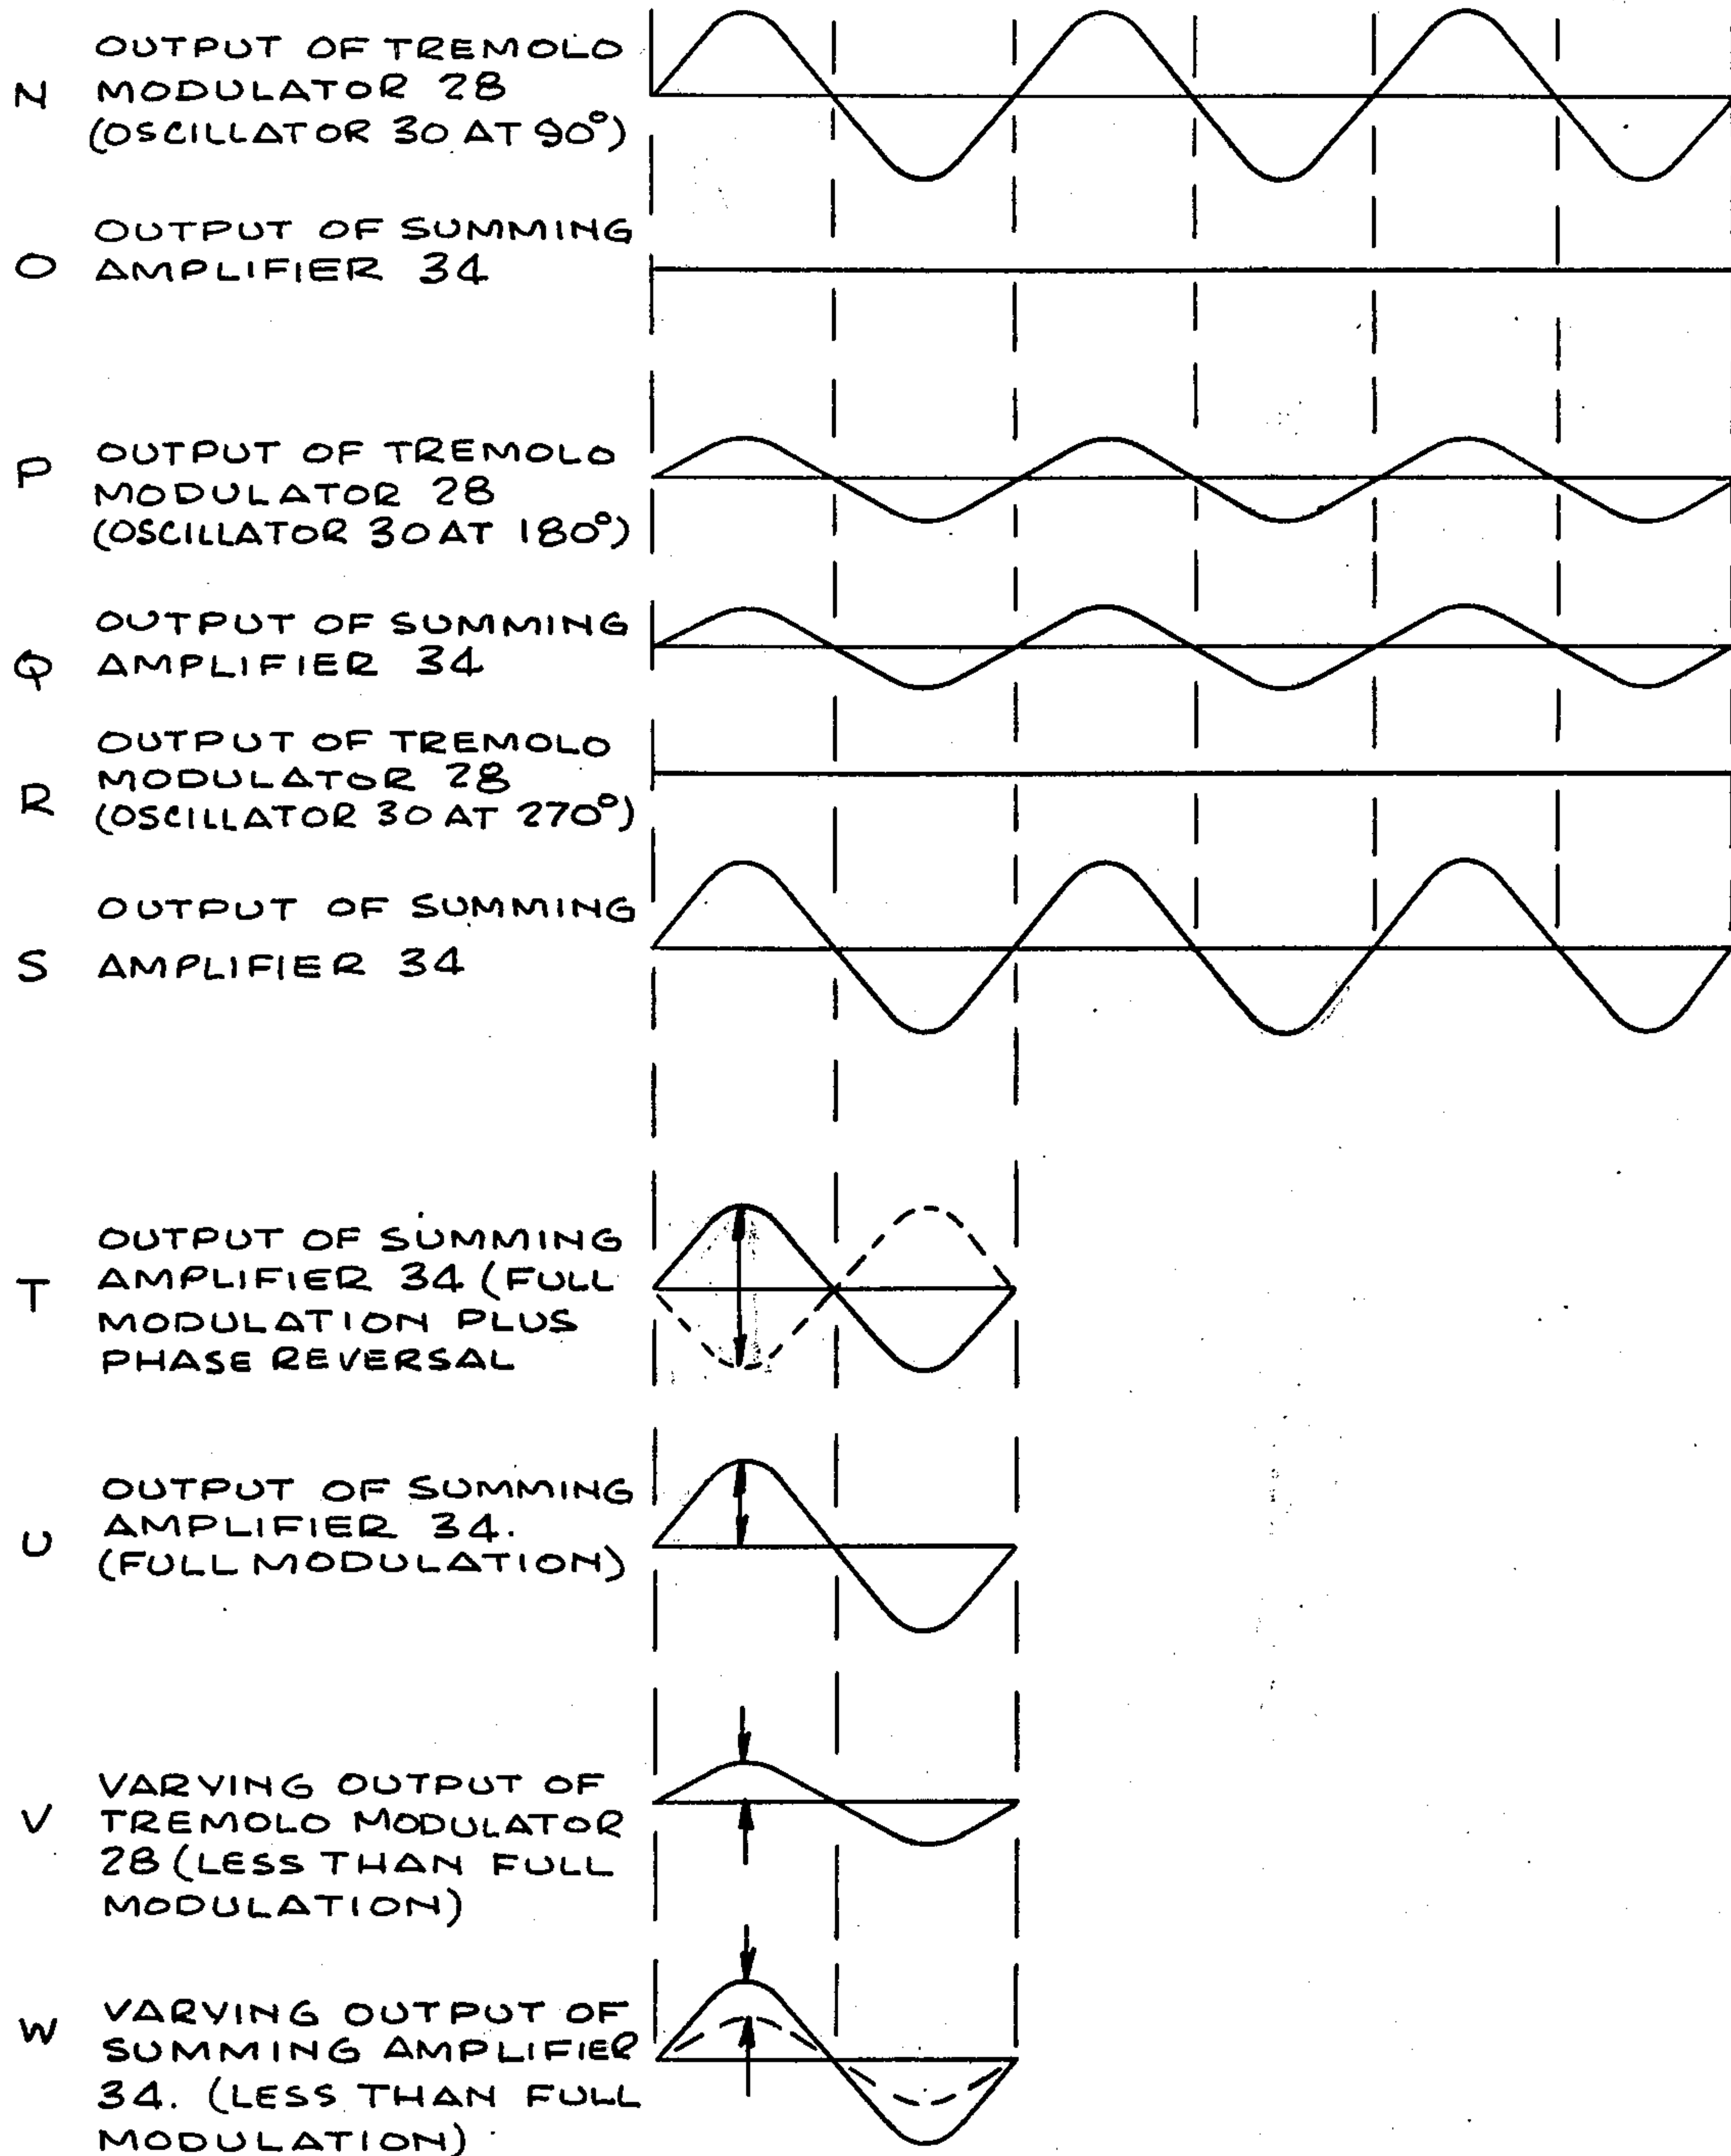 OUTPUT OF TREMOLO
N MODULATOR 28
(OSCILLATOR 30 AT 90°)
OUTPUT OF SUMMING
O AMPLIFIER 34
P OUTPUT OF TREMOLO
MODULATOR 28
(OSCILLATOR 30 AT 180°)
OUTPUT OF SUMMING
Q AMPLIFIER 34
OUTPUT OF TREMOLO
MODULATOR 28
R (OSCILLATOR 30 AT 270°)
OUTPUT OF SUMMING
S AMPLIFIER 34
OUTPUT OF SUMMING
T AMPLIFIER 34 (FULL
MODULATION PLUS
PHASE REVERSAL
OUTPUT OF SUMMING
U AMPLIFIER 34.
(FULL MODULATION)
VARYING OUTPUT OF
V TREMOLO MODULATOR
28 (LESS THAN FULL
MODULATION)
W VARYING OUTPUT OF
SUMMING AMPLIFIER
34. (LESS THAN FULL
MODULATION)